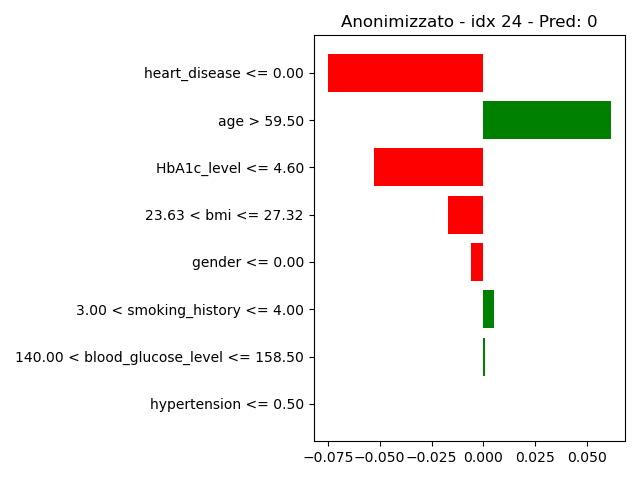 Anonimizzato - idx 24 - Pred: 0
heart_disease <= 0.00
age > 59.50
HbA1c_level <= 4.60
23.63 < bmi <= 27.32
gender <= 0.00
3.00 < smoking_history <= 4.00
140.00 < blood_glucose_level <= 158.50
hypertension <= 0.50
−0.075 −0.050 −0.025 0.000 0.025 0.050